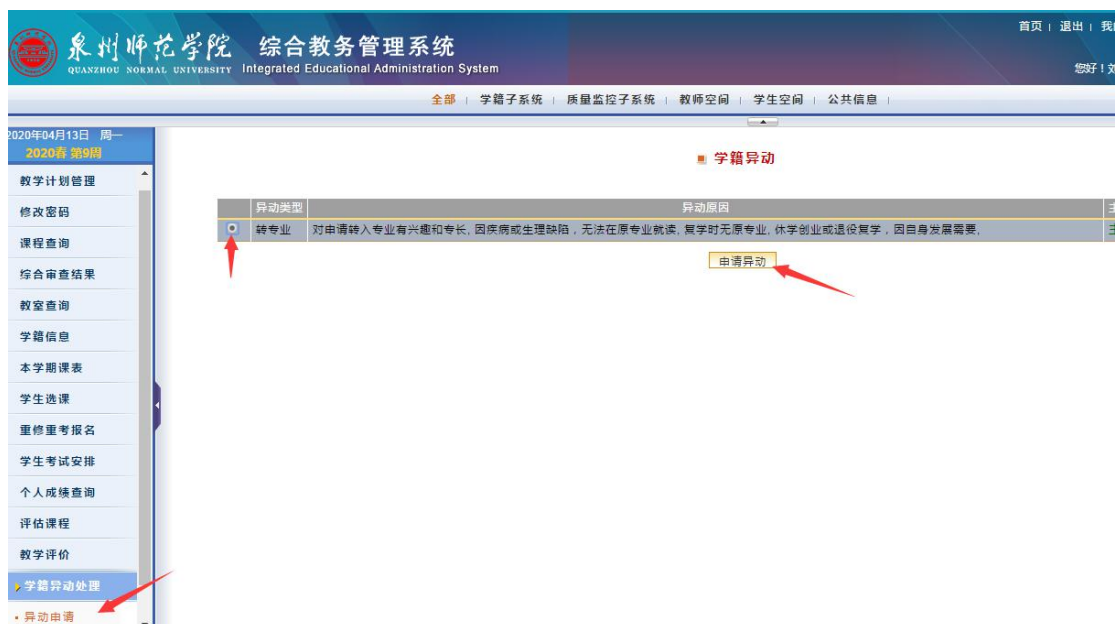 首页 | 退出 |
泉州师范学院 综合教务管理系统
QUANZHOU NORMAL UNIVERSITY Integrated Educational Administration System
您好！
全部 | 学籍子系统 | 质量监控子系统 | 教师空间 | 学生空间 | 公共信息 |
2020年04月13日 周一
2020春 第9周
学籍异动
教学计划管理
修改密码
异动类型 异动原因
转专业 对申请转入专业有兴趣和专长, 因疾病或生理缺陷，无法在原专业就读, 复学时无原专业, 休学创业或退役复学，因自身发展需要,
课程查询
申请异动
综合审查结果
教室查询
学籍信息
本学期课表
学生选课
重修重考报名
学生考试安排
个人成绩查询
评估课程
教学评价
学籍异动处理
异动申请